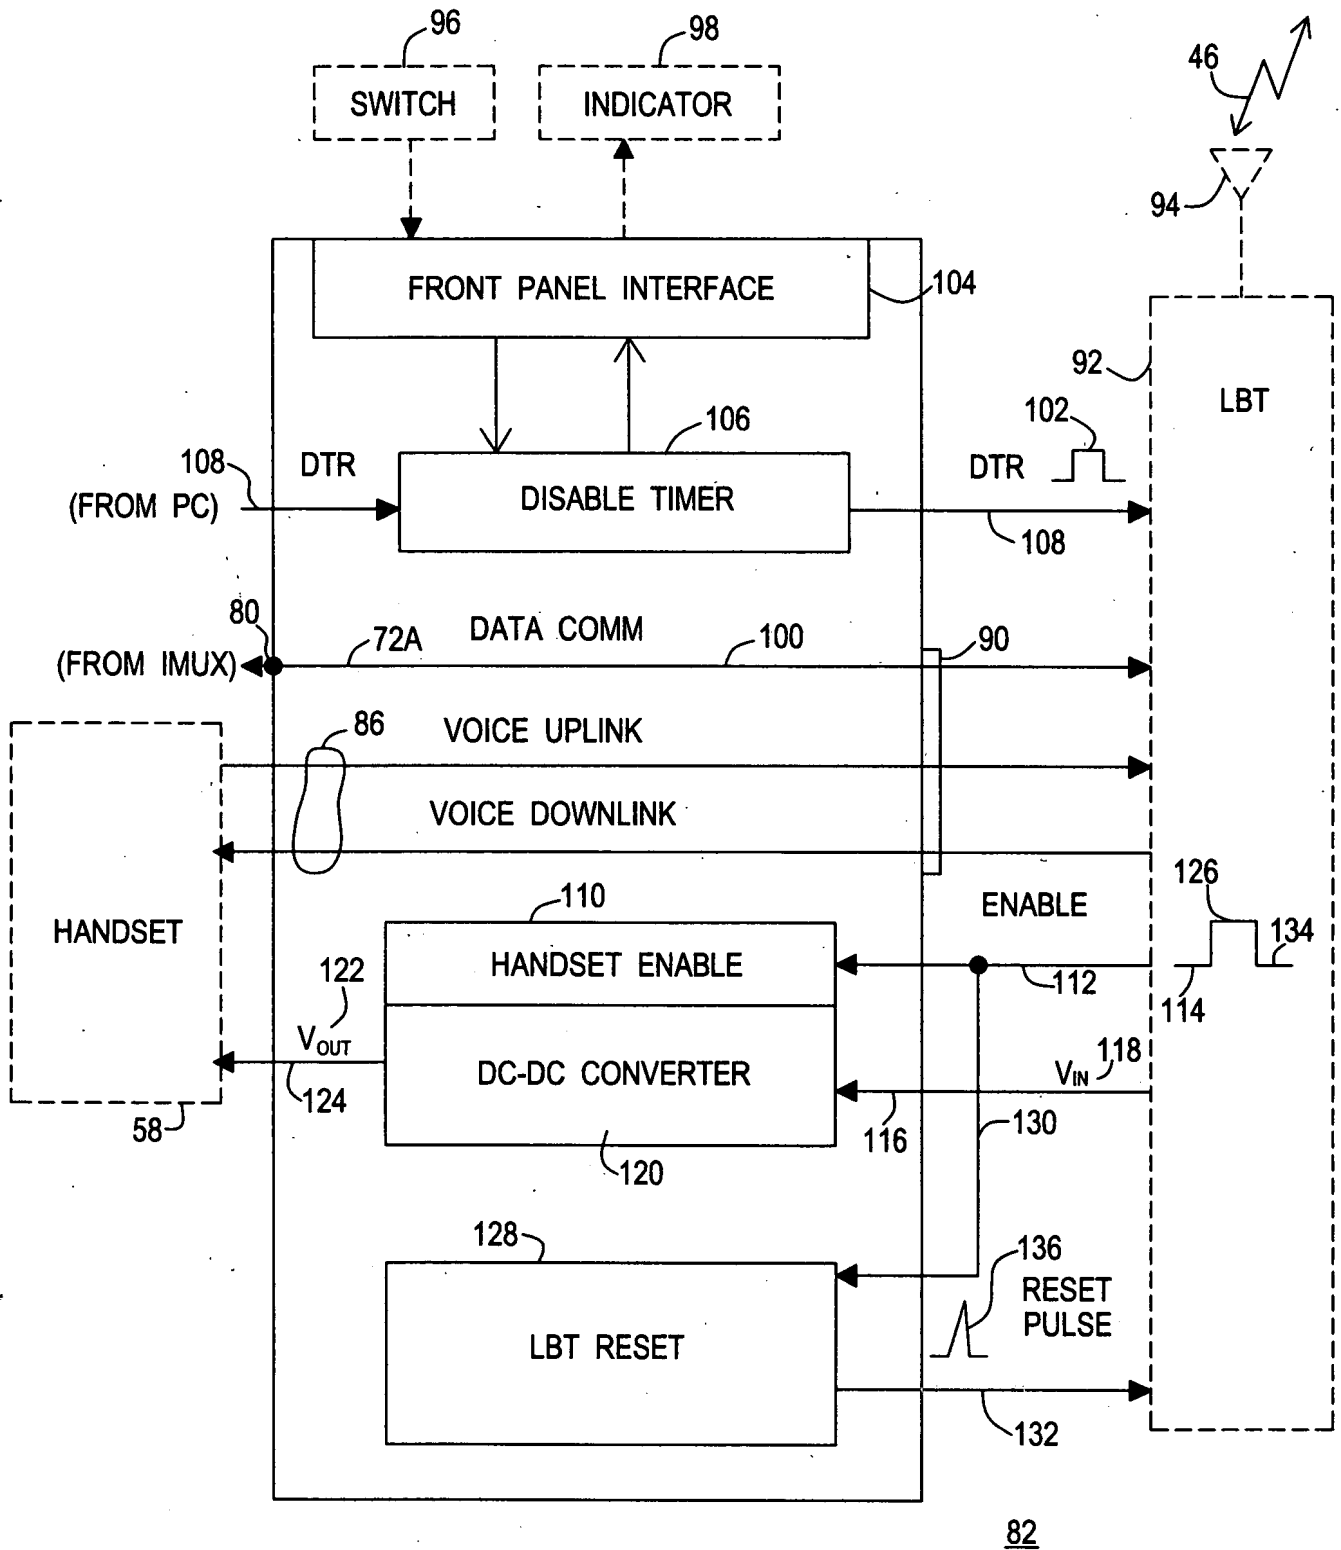 96
98
46
SWITCH
INDICATOR
94
FRONT PANEL INTERFACE
104
92
LBT
106
102
108
DTR
DTR
(FROM PC)
DISABLE TIMER
108
80
DATA COMM
72A
100
90
(FROM IMUX)
86
VOICE UPLINK
VOICE DOWNLINK
110
ENABLE
126
HANDSET
HANDSET ENABLE
134
122
112
114
VOUT
DC-DC CONVERTER
VIN
118
124
58
116
130
120
128
136
RESET
PULSE
LBT RESET
132
82